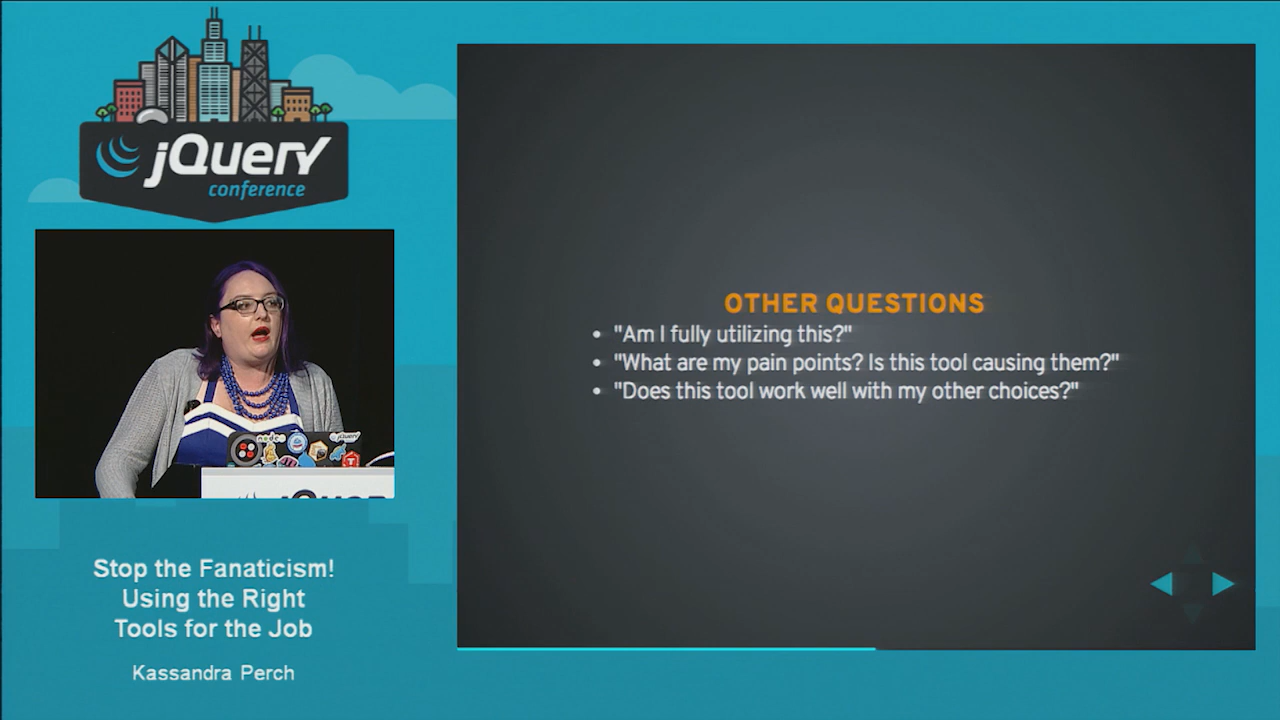 jQuery
conference
OTHER QUESTIONS
• "Am I fully utilizing this?"
• "What are my pain points? Is this tool causing them?"
• "Does this tool work well with my other choices?"
jQuery
Stop the Fanaticism!
Using the Right
Tools for the Job
Kassandra Perch